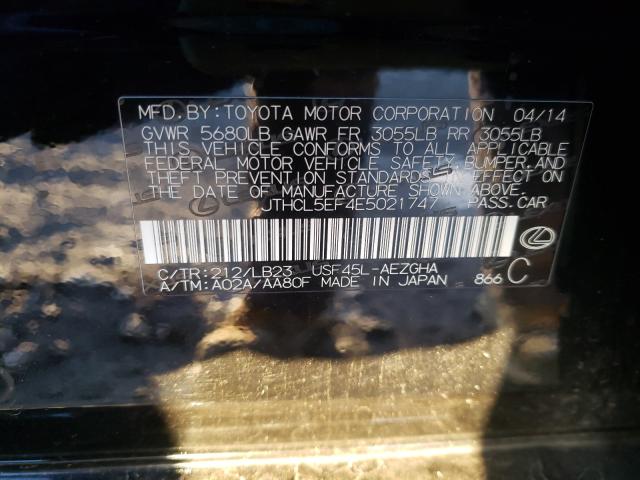 MFD.BY:TOYOTA MOTOR CORPORATION 04/14
GVWR 5680LB GAWR FR 3055LB RR 3055LB
THIS VEHICLE CONFORMS TO ALL APPLICABLE
FEDERAL MOTOR VEHICLE SAFETY, BUMPER, AND
THEFT PREVENTION STANDARDS IN EFFECT ON
THE DATE OF MANUFACTURE SHOWN ABOVE.
JTHCL5EF4E5021747 PASS.CAR
C/TR:212/LB23 USF45L-AEZGHA
A/TM:A02A/AA80F MADE IN JAPAN 866 C